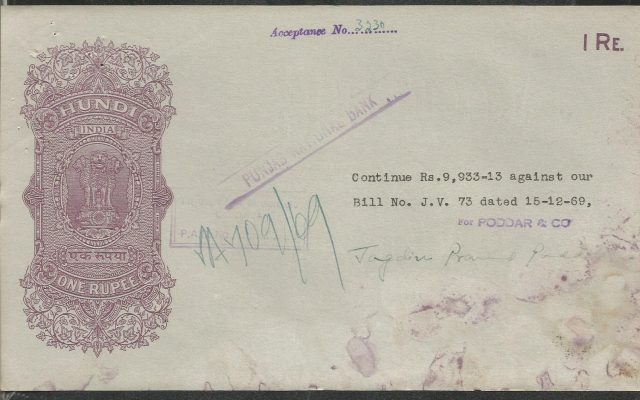 Acceptance No. 3230
1 RE.
HUNDI
INDIA
एक रूपया
ONE RUPEE
PUNJAB NATIONAL BANK
Continue Rs.9,933-13 against our
Bill No. J.V. 73 dated 15-12-69,
For PODDAR & CO